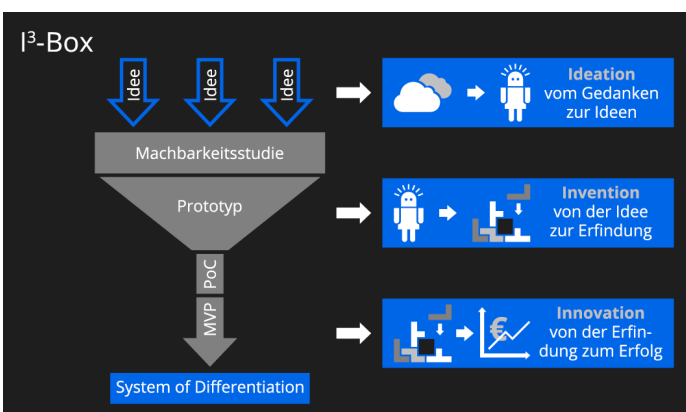 I³-Box
Idee
Idee
Idee
Machbarkeitsstudie
Prototyp
PoC
MVP
System of Differentiation
Ideation
vom Gedanken
zur Ideen
Invention
von der Idee
zur Erfindung
€
Innovation
von der Erfin-
dung zum Erfolg